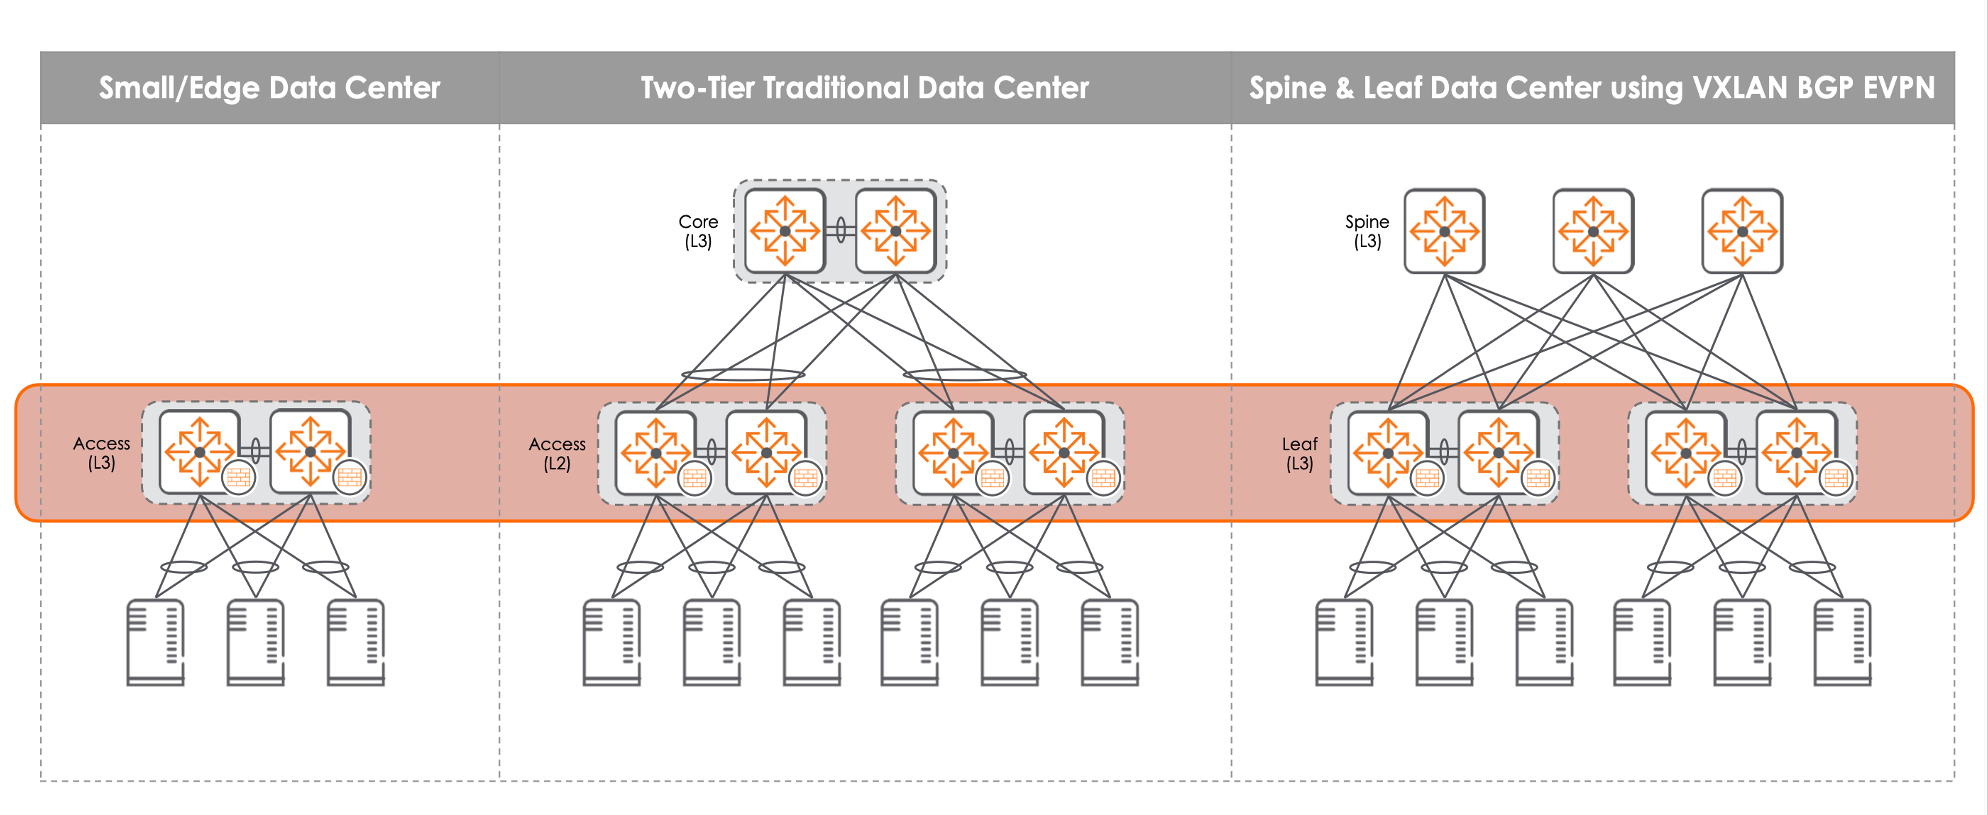 Small/Edge Data Center
Two-Tier Traditional Data Center
Spine & Leaf Data Center using VXLAN BGP EVPN
Core
(L3)
Spine
(L3)
Access
(L3)
Access
(L2)
Leaf
(L3)